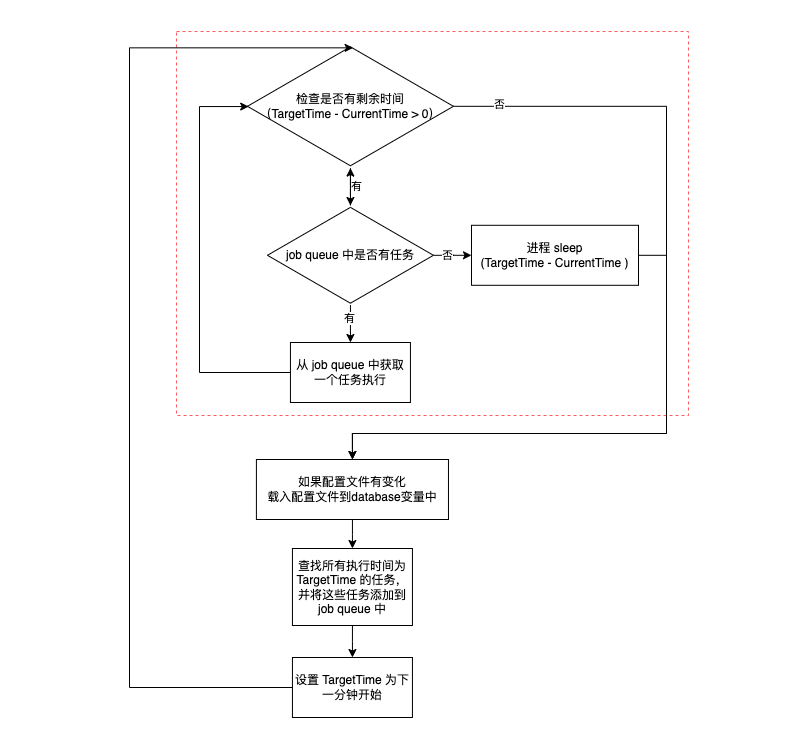 检查是否有剩余时间
(TargetTime - CurrentTime > 0)
否
有
job queue 中是否有任务
否
进程 sleep
(TargetTime - CurrentTime )
有
从 job queue 中获取
一个任务执行
如果配置文件有变化
载入配置文件到database变量中
查找所有执行时间为
TargetTime 的任务，
并将这些任务添加到
job queue 中
设置 TargetTime 为下
一分钟开始